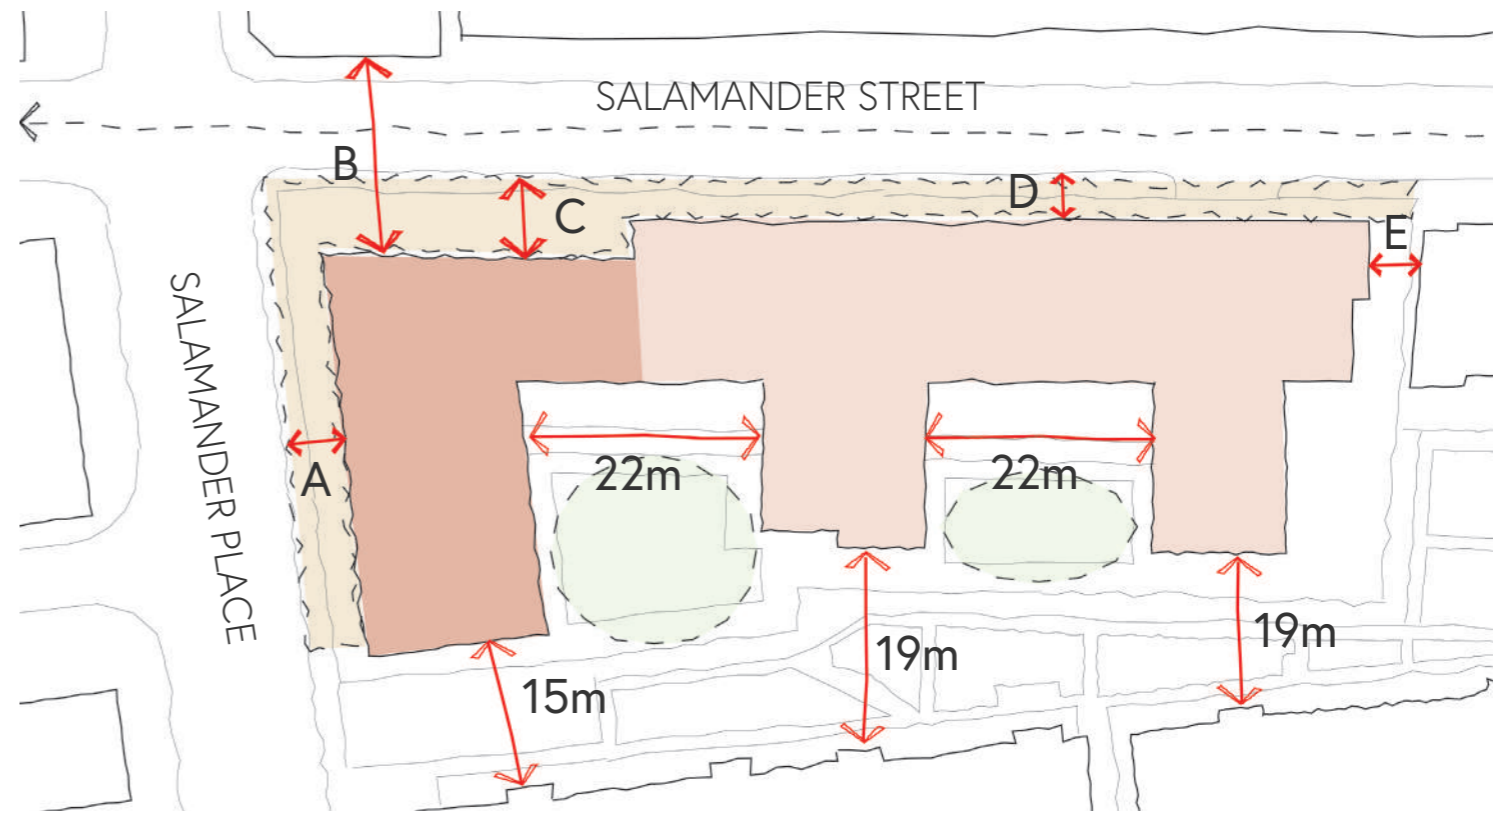 SALAMANDER STREET
B
C
D
E
SALAMANDER PLACE
A
22m
22m
19m
19m
15m